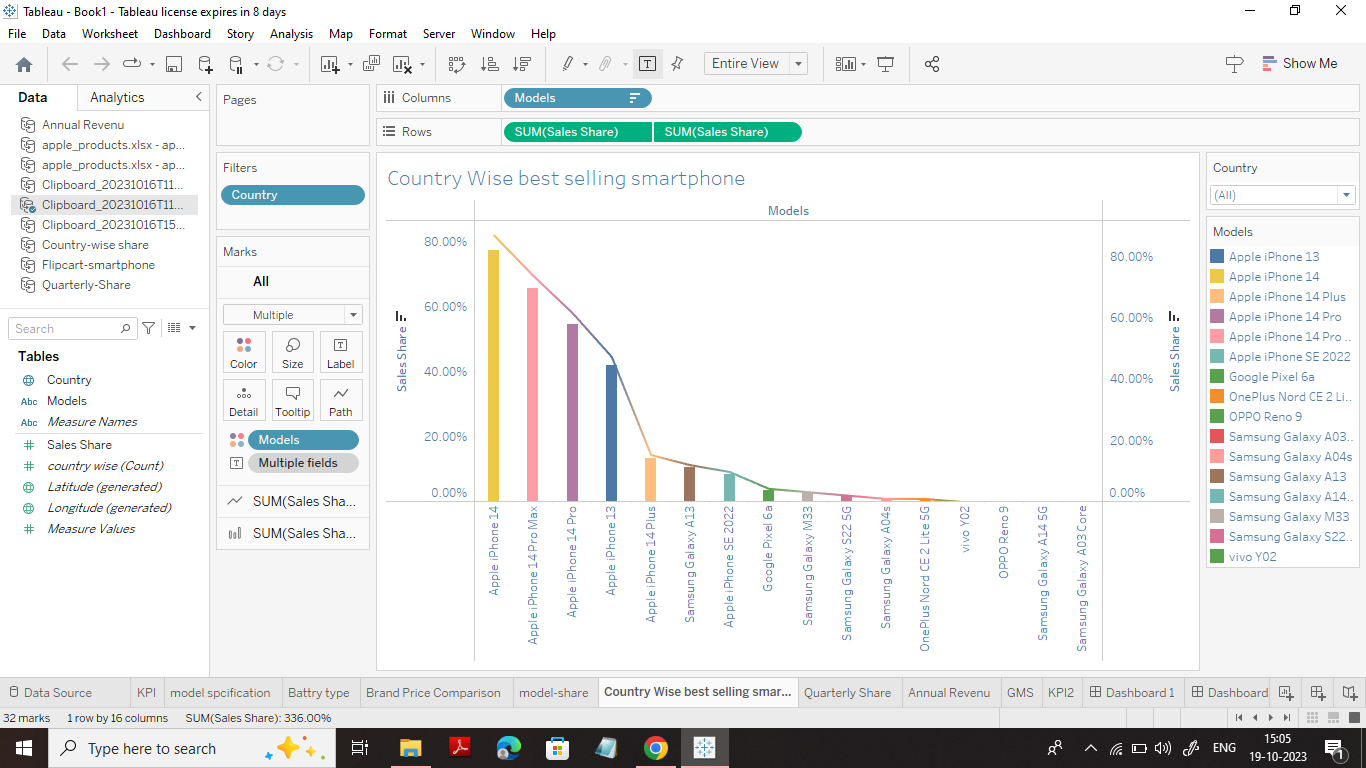 Tableau - Book1 - Tableau license expires in 8 days
File Data Worksheet Dashboard Story Analysis Map Format Server Window Help
Entire View
Show Me
Data Analytics
Annual Revenu
apple_products.xlsx - ap...
apple_products.xlsx - ap...
Clipboard_20231016T11...
Clipboard_20231016T11...
Clipboard_20231016T15...
Country-wise share
Flipcart-smartphone
Quarterly-Share
Search
Tables
Country
Abc Models
Abc Measure Names
Sales Share
country wise (Count)
Latitude (generated)
Longitude (generated)
Measure Values
Pages
Filters
Country
Marks
All
Multiple
Color Size Label
Detail Tooltip Path
Models
Multiple fields
SUM(Sales Sha...
SUM(Sales Sha...
Columns Models
Rows SUM(Sales Share) SUM(Sales Share)
Country Wise best selling smartphone
Models
80.00%
60.00%
40.00%
20.00%
0.00%
Sales Share
80.00%
60.00%
40.00%
20.00%
0.00%
Sales Share
Apple iPhone 14
Apple iPhone 14 Pro Max
Apple iPhone 14 Pro
Apple iPhone 13
Apple iPhone 14 Plus
Samsung Galaxy A13
Apple iPhone SE 2022
Google Pixel 6a
Samsung Galaxy M33
Samsung Galaxy S22 5G
Samsung Galaxy A04s
OnePlus Nord CE 2 Lite 5G
vivo Y02
OPPO Reno 9
Samsung Galaxy A14 5G
Samsung Galaxy A03 Core
Country
(All)
Models
Apple iPhone 13
Apple iPhone 14
Apple iPhone 14 Plus
Apple iPhone 14 Pro
Apple iPhone 14 Pro ..
Apple iPhone SE 2022
Google Pixel 6a
OnePlus Nord CE 2 Li..
OPPO Reno 9
Samsung Galaxy A03..
Samsung Galaxy A04s
Samsung Galaxy A13
Samsung Galaxy A14..
Samsung Galaxy M33
Samsung Galaxy S22..
vivo Y02
Data Source KPI model spcification Battry type Brand Price Comparison model-share Country Wise best selling smar... Quarterly Share Annual Revenu GMS KPI2 Dashboard 1 Dashboard
32 marks 1 row by 16 columns SUM(Sales Share): 336.00%
Type here to search
ENG
15:05
19-10-2023
1